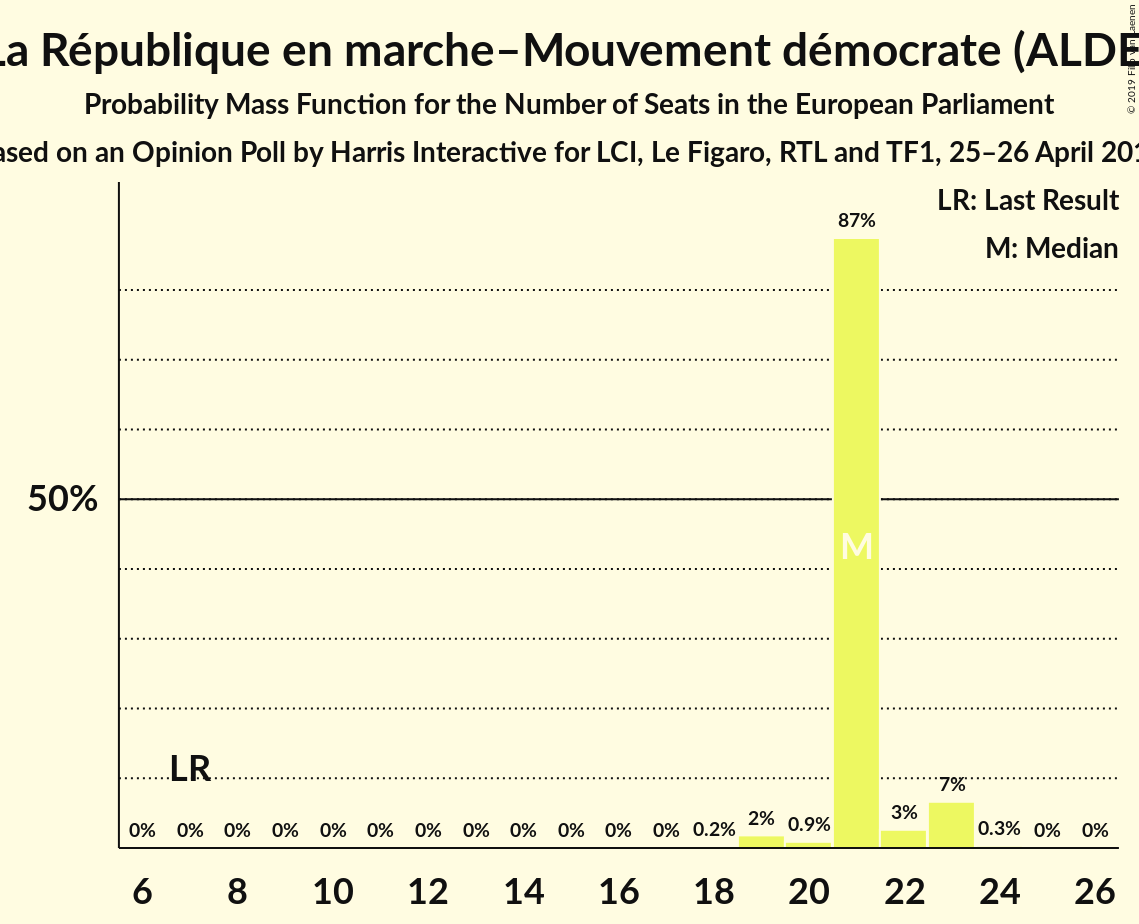 La République en marche–Mouvement démocrate (ALDE
Probability Mass Function for the Number of Seats in the European Parliament
ased on an Opinion Poll by Harris Interactive for LCI, Le Figaro, RTL and TF1, 25–26 April 201
© 2019
LR: Last Result
M: Median
87%
50%
M
LR
0% 0% 0% 0% 0% 0% 0% 0% 0% 0% 0% 0% 0.2% 2% 0.9% 3% 7% 0.3% 0% 0%
6 8 10 12 14 16 18 20 22 24 26